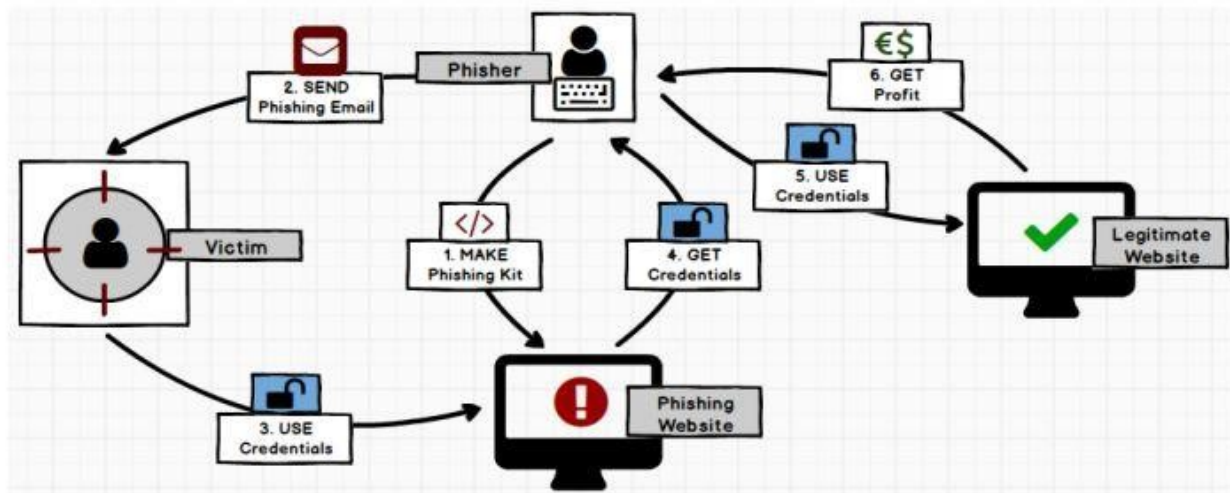 Phisher
2. SEND
Phishing Email
Victim
1. MAKE
Phishing Kit
3. USE
Credentials
Phishing
Website
4. GET
Credentials
5. USE
Credentials
Legitimate
Website
€$
6. GET
Profit